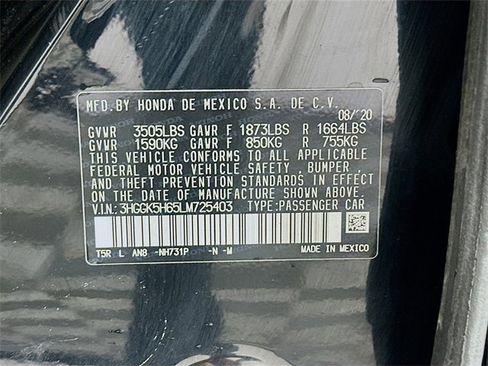 MFD. BY HONDA DE MEXICO S.A. DE C.V.
08/'20
GVWR 3505LBS GAWR F 1873LBS R 1664LBS
GVWR 1590KG GAWR F 850KG R 755KG
THIS VEHICLE CONFORMS TO ALL APPLICABLE
FEDERAL MOTOR VEHICLE SAFETY, BUMPER,
AND THEFT PREVENTION STANDARDS IN EFFECT
ON THE DATE OF MANUFACTURE SHOWN ABOVE.
V.I.N.:3HGGK5H65LM725403 TYPE:PASSENGER CAR
T5R L AN8 -NH731P -N -M MADE IN MEXICO